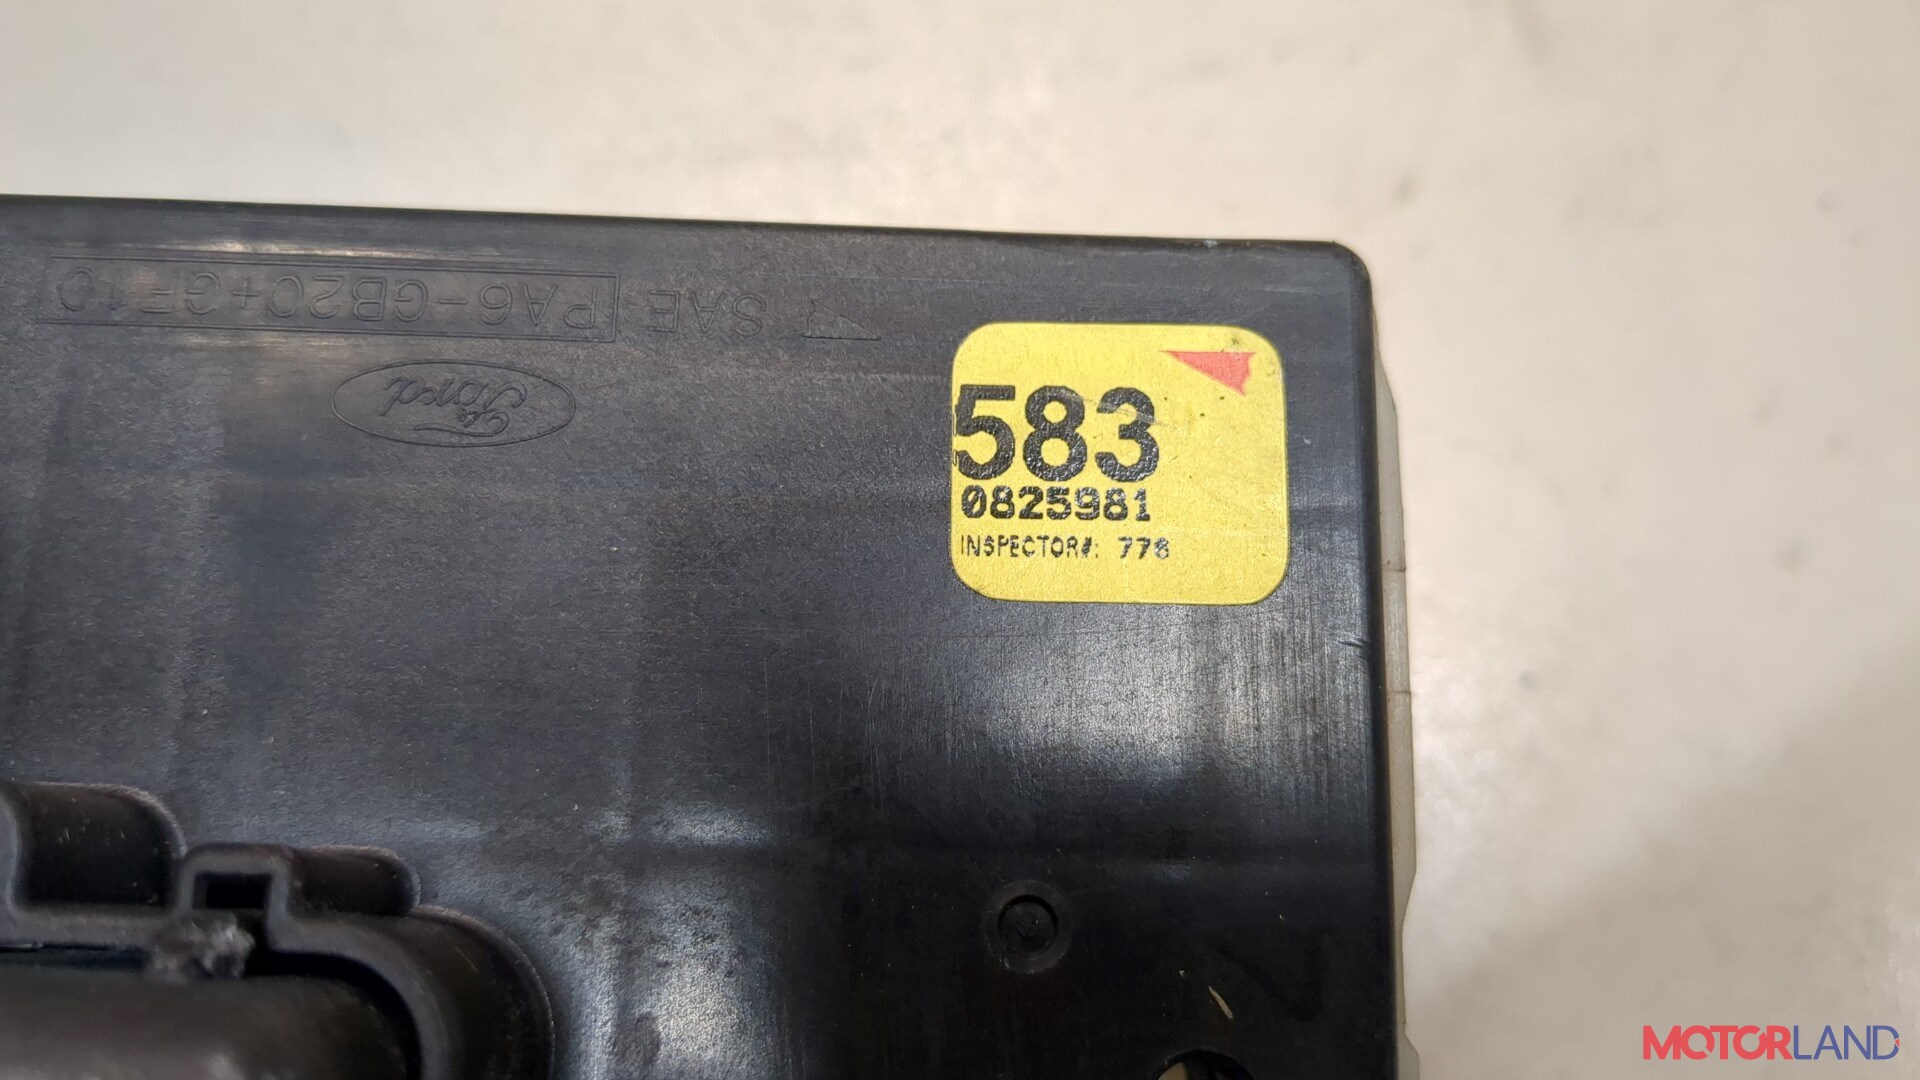 SAE PA6-GB20+GF10
Ford
583
0825981
INSPECTOR#: 776
MOTORLAND